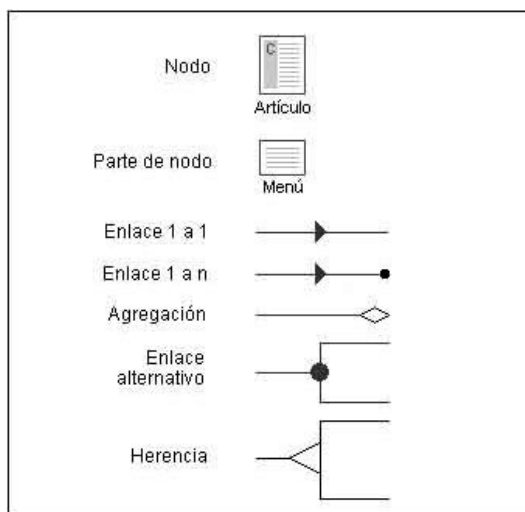 Nodo
C
Artículo
Parte de nodo
Menú
Enlace 1 a 1
Enlace 1 a n
Agregación
Enlace
alternativo
Herencia